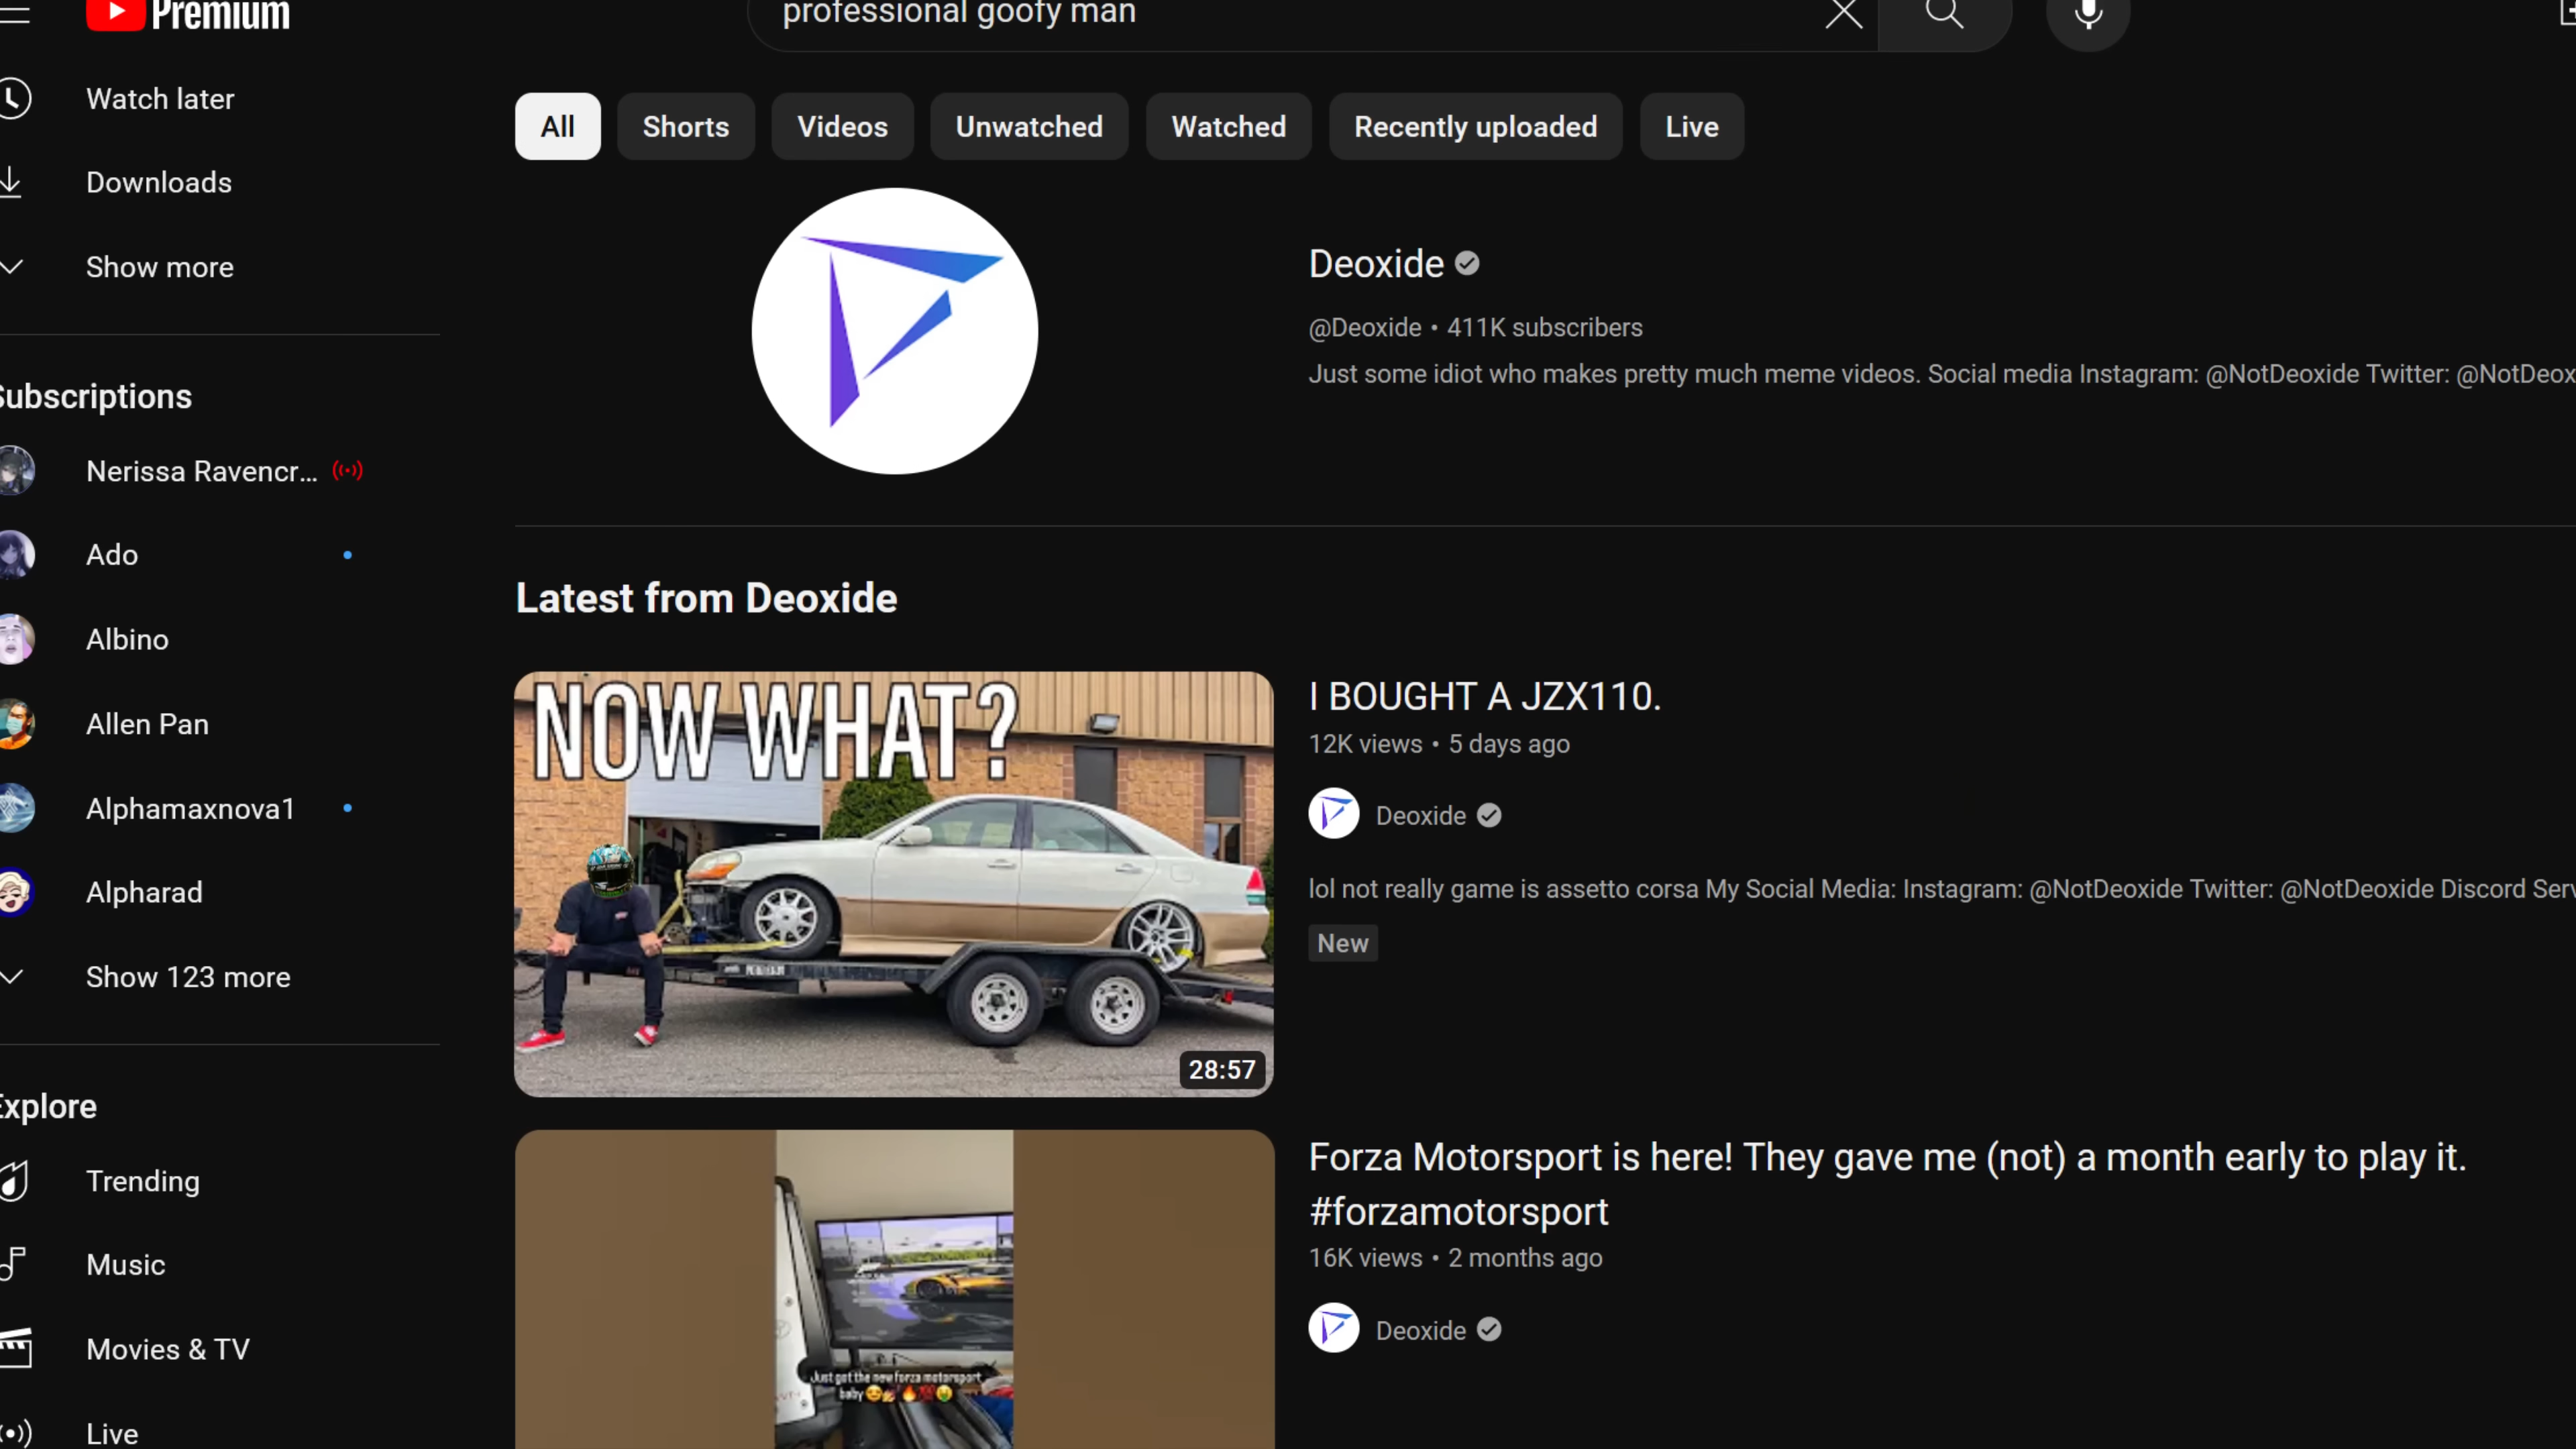 Premium
professional goofy man
Watch later
Downloads
Show more
Subscriptions
Nerissa Ravencr...
Ado
Albino
Allen Pan
Alphamaxnova1
Alpharad
Show 123 more
Explore
Trending
Music
Movies & TV
Live
All
Shorts
Videos
Unwatched
Watched
Recently uploaded
Live
Deoxide
@Deoxide • 411K subscribers
Just some idiot who makes pretty much meme videos. Social media Instagram: @NotDeoxide Twitter: @NotDeox
Latest from Deoxide
NOW WHAT?
28:57
I BOUGHT A JZX110.
12K views • 5 days ago
Deoxide
lol not really game is assetto corsa My Social Media: Instagram: @NotDeoxide Twitter: @NotDeoxide Discord Serv
New
Just got the new forza motorsport
baby 😍💅🔥💯🤑
Forza Motorsport is here! They gave me (not) a month early to play it.
#forzamotorsport
16K views • 2 months ago
Deoxide